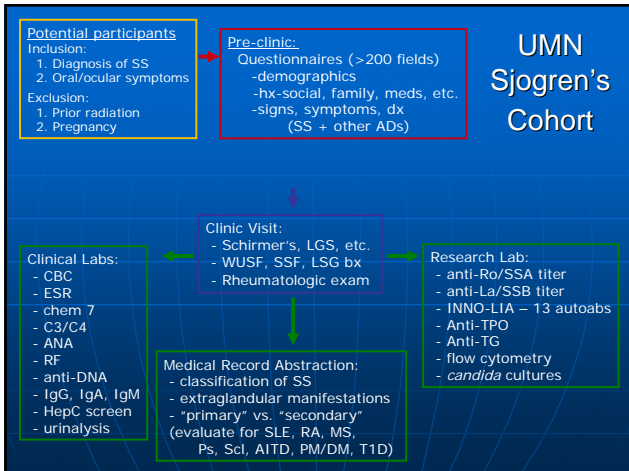 Potential participants
Inclusion:
1. Diagnosis of SS
2. Oral/ocular symptoms
Exclusion:
1. Prior radiation
2. Pregnancy
Pre-clinic:
Questionnaires (>200 fields)
-demographics
-hx-social, family, meds, etc.
-signs, symptoms, dx
(SS + other ADs)
UMN
Sjogren's
Cohort
Clinic Visit:
- Schirmer's, LGS, etc.
- WUSF, SSF, LSG bx
- Rheumatologic exam
Clinical Labs:
- CBC
- ESR
- chem 7
- C3/C4
- ANA
- RF
- anti-DNA
- IgG, IgA, IgM
- HepC screen
- urinalysis
Medical Record Abstraction:
- classification of SS
- extraglandular manifestations
- "primary" vs. "secondary"
(evaluate for SLE, RA, MS,
Ps, Scl, AITD, PM/DM, T1D)
Research Lab:
- anti-Ro/SSA titer
- anti-La/SSB titer
- INNO-LIA – 13 autoabs
- Anti-TPO
- Anti-TG
- flow cytometry
- candida cultures